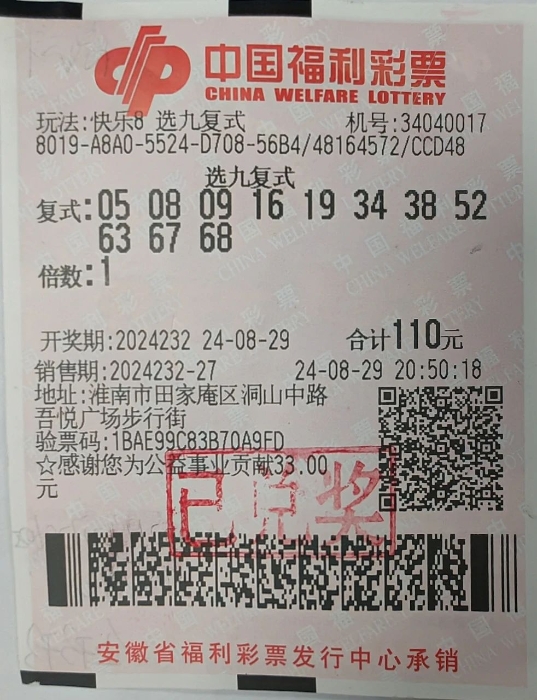 中国福利彩票
CHINA WELFARE LOTTERY
玩法:快乐8 选九复式 机号:34040017
8019-A8A0-5524-D708-56B4/48164572/CCD48
选九复式
复式:05 08 09 16 19 34 38 52
63 67 68
倍数:1
开奖期:2024232 24-08-29 合计110元
销售期:2024232-27 24-08-29 20:50:18
地址:淮南市田家庵区洞山中路
吾悦广场步行街
验票码:1BAE99C83B70A9FD
☆感谢您为公益事业贡献33.00
元
已兑奖
安徽省福利彩票发行中心承销